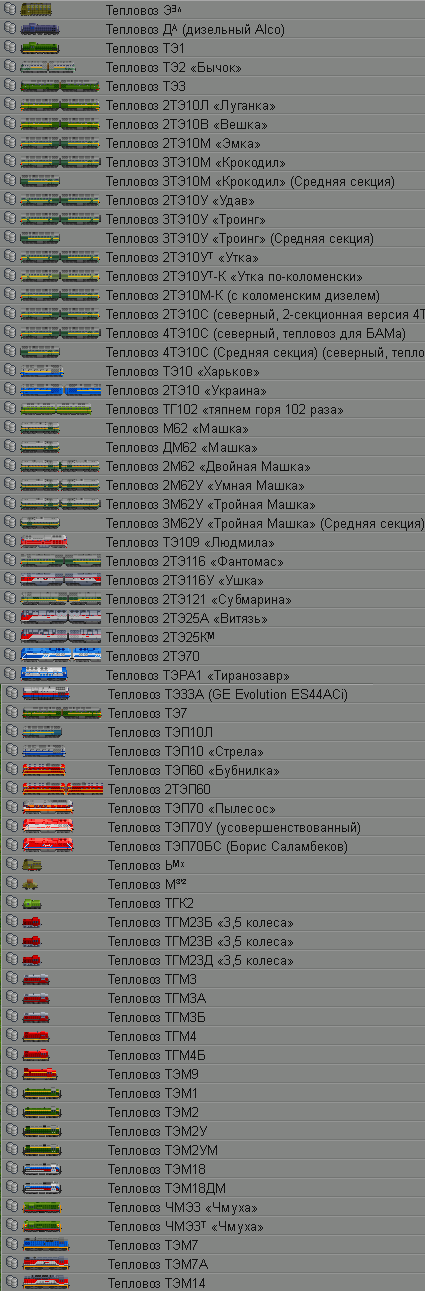 Тепловоз Ээл
Тепловоз Дᴬ (дизельный Alco)
Тепловоз ТЭ1
Тепловоз ТЭ2 «Бычок»
Тепловоз ТЭ3
Тепловоз 2ТЭ10Л «Луганка»
Тепловоз 2ТЭ10В «Вешка»
Тепловоз 2ТЭ10М «Эмка»
Тепловоз 3ТЭ10М «Крокодил»
Тепловоз 3ТЭ10М «Крокодил» (Средняя секция)
Тепловоз 2ТЭ10У «Удав»
Тепловоз 3ТЭ10У «Троинг»
Тепловоз 3ТЭ10У «Троинг» (Средняя секция)
Тепловоз 2ТЭ10Уᵀ «Утка»
Тепловоз 2ТЭ10Уᵀ-К «Утка по-коломенски»
Тепловоз 2ТЭ10М-К (с коломенским дизелем)
Тепловоз 2ТЭ10С (северный, 2-секционная версия 4Т
Тепловоз 4ТЭ10С (северный, тепловоз для БАМа)
Тепловоз 4ТЭ10С (Средняя секция) (северный, тепло
Тепловоз ТЭ10 «Харьков»
Тепловоз 2ТЭ10 «Украина»
Тепловоз ТГ102 «тяпнем горя 102 раза»
Тепловоз М62 «Машка»
Тепловоз ДМ62 «Машка»
Тепловоз 2М62 «Двойная Машка»
Тепловоз 2М62У «Умная Машка»
Тепловоз 3М62У «Тройная Машка»
Тепловоз 3М62У «Тройная Машка» (Средняя секция)
Тепловоз ТЭ109 «Людмила»
Тепловоз 2ТЭ116 «Фантомас»
Тепловоз 2ТЭ116У «Ушка»
Тепловоз 2ТЭ121 «Субмарина»
Тепловоз 2ТЭ25А «Витязь»
Тепловоз 2ТЭ25Кᴹ
Тепловоз 2ТЭ70
Тепловоз ТЭРА1 «Тиранозавр»
Тепловоз ТЭ33А (GE Evolution ES44ACi)
Тепловоз ТЭ7
Тепловоз ТЭП10Л
Тепловоз ТЭП10 «Стрела»
Тепловоз ТЭП60 «Бубнилка»
Тепловоз 2ТЭП60
Тепловоз ТЭП70 «Пылесос»
Тепловоз ТЭП70У (усовершенствованный)
Тепловоз ТЭП70БС (Борис Саламбеков)
Тепловоз
Тепловоз
Тепловоз ТГК2
Тепловоз ТГМ23Б «3,5 колеса»
Тепловоз ТГМ23В «3,5 колеса»
Тепловоз ТГМ23Д «3,5 колеса»
Тепловоз ТГМ3
Тепловоз ТГМ3А
Тепловоз ТГМ3Б
Тепловоз ТГМ4
Тепловоз ТГМ4Б
Тепловоз ТЭМ9
Тепловоз ТЭМ1
Тепловоз ТЭМ2
Тепловоз ТЭМ2У
Тепловоз ТЭМ2УМ
Тепловоз ТЭМ18
Тепловоз ТЭМ18ДМ
Тепловоз ЧМЭ3 «Чмуха»
Тепловоз ЧМЭ3ᵀ «Чмуха»
Тепловоз ТЭМ7
Тепловоз ТЭМ7А
Тепловоз ТЭМ14